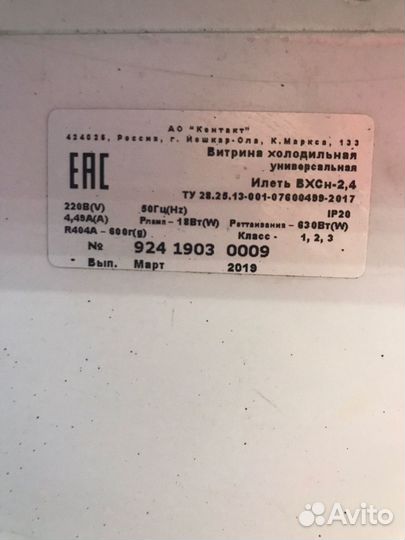 АО "Контакт"
424026, Россия, г. Йошкар-Ола, К.Маркса, 133
EAC
Витрина холодильная
универсальная
Илеть ВХСн-2,4
ТУ 28.25.13-001-07600499-2017
220В(V) 50Гц(Hz) IP20
4,45А(А) Рламп - 18Вт(W) Роттаивания - 630Вт(W)
R404A - 600г(g) Класс - 1, 2, 3
№ 924 1903 0009
Вып. Март 2019
Avito